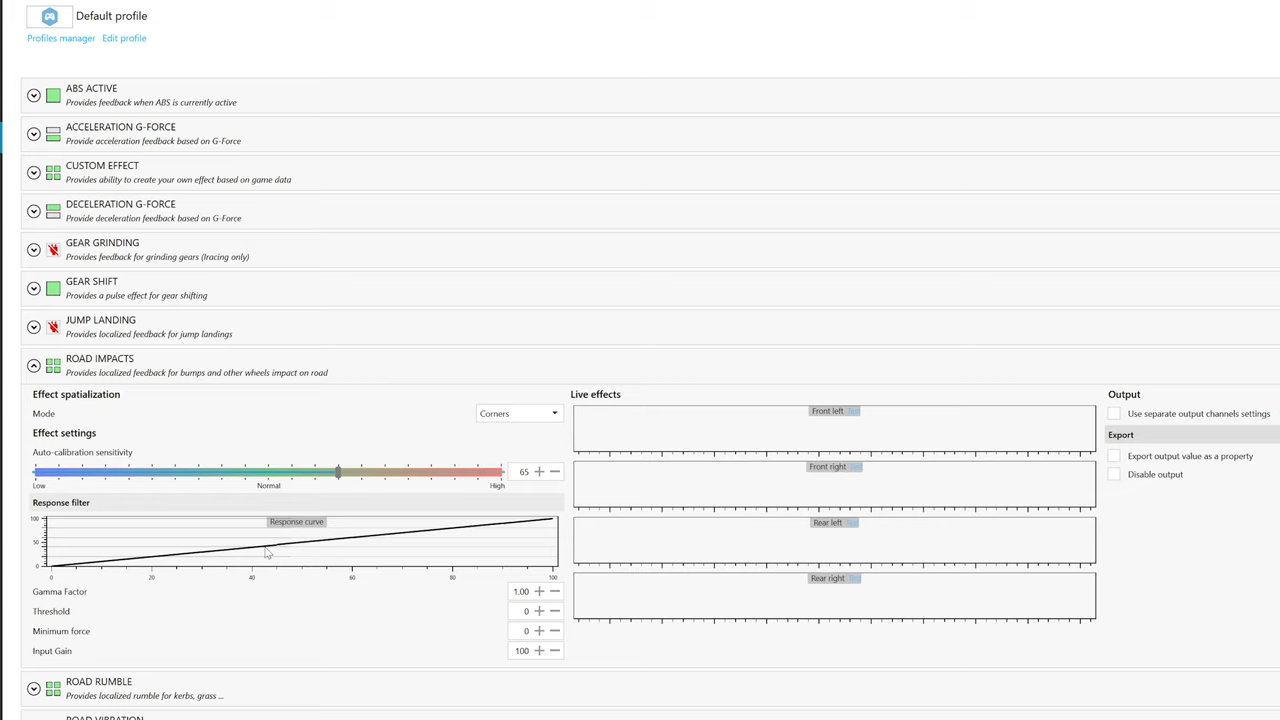 Default profile
Profiles manager Edit profile
ABS ACTIVE
Provides feedback when ABS is currently active
ACCELERATION G-FORCE
Provide acceleration feedback based on G-Force
CUSTOM EFFECT
Provides ability to create your own effect based on game data
DECELERATION G-FORCE
Provide deceleration feedback based on G-Force
GEAR GRINDING
Provides feedback for grinding gears (Iracing only)
GEAR SHIFT
Provides a pulse effect for gear shifting
JUMP LANDING
Provides localized feedback for jump landings
ROAD IMPACTS
Provides localized feedback for bumps and other wheels impact on road
Effect spatialization
Mode Corners
Effect settings
Auto-calibration sensitivity
65
Low Normal High
Response filter
Response curve
100
50
0
0 20 40 60 80 100
Gamma Factor 1.00
Threshold 0
Minimum force 0
Input Gain 100
Live effects
Front left
Front right
Rear left
Rear right
Output
Use separate output channels settings
Export
Export output value as a property
Disable output
ROAD RUMBLE
Provides localized rumble for kerbs, grass ...
ROAD VIBRATION